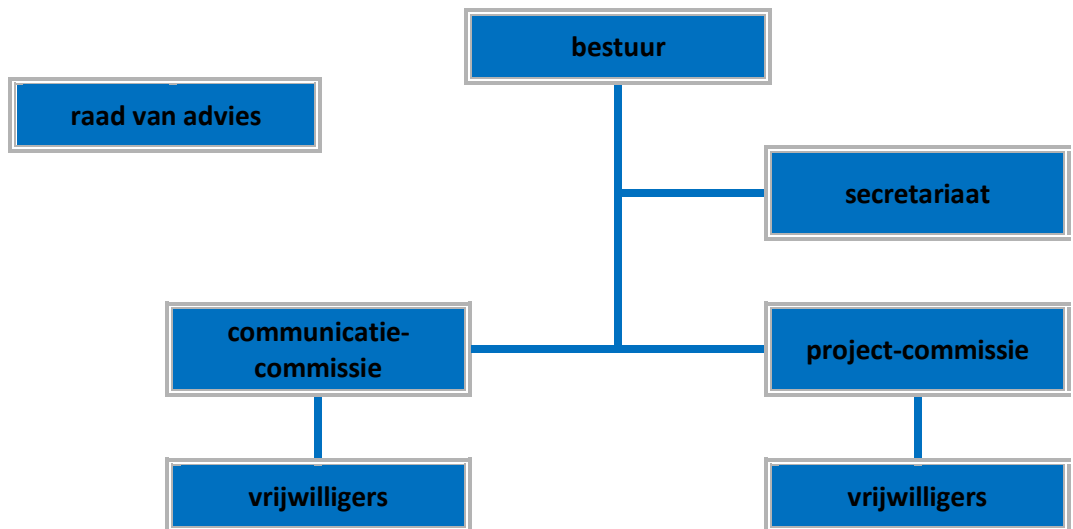 bestuur
raad van advies
secretariaat
communicatie-
commissie
project-commissie
vrijwilligers
vrijwilligers